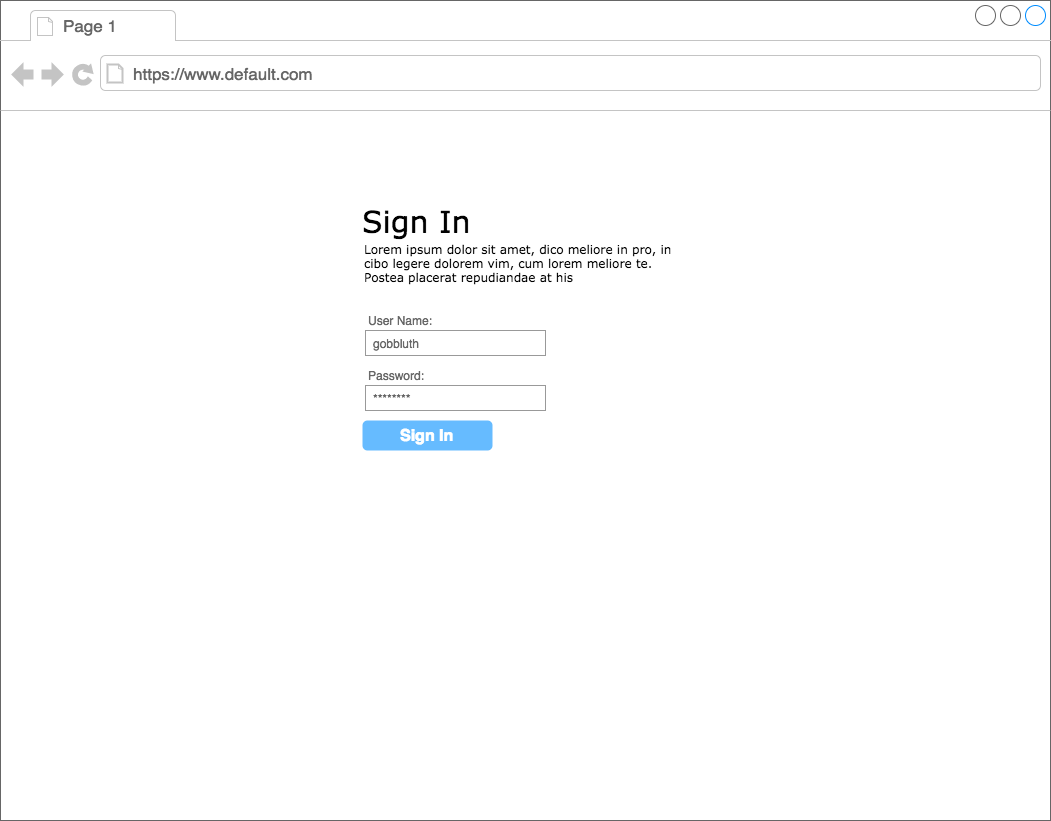 Page 1
https://www.default.com
Sign In
Lorem ipsum dolor sit amet, dico meliore in pro, in
cibo legere dolorem vim, cum lorem meliore te.
Postea placerat repudiandae at his
User Name:
gobbluth
Password:
********
Sign In